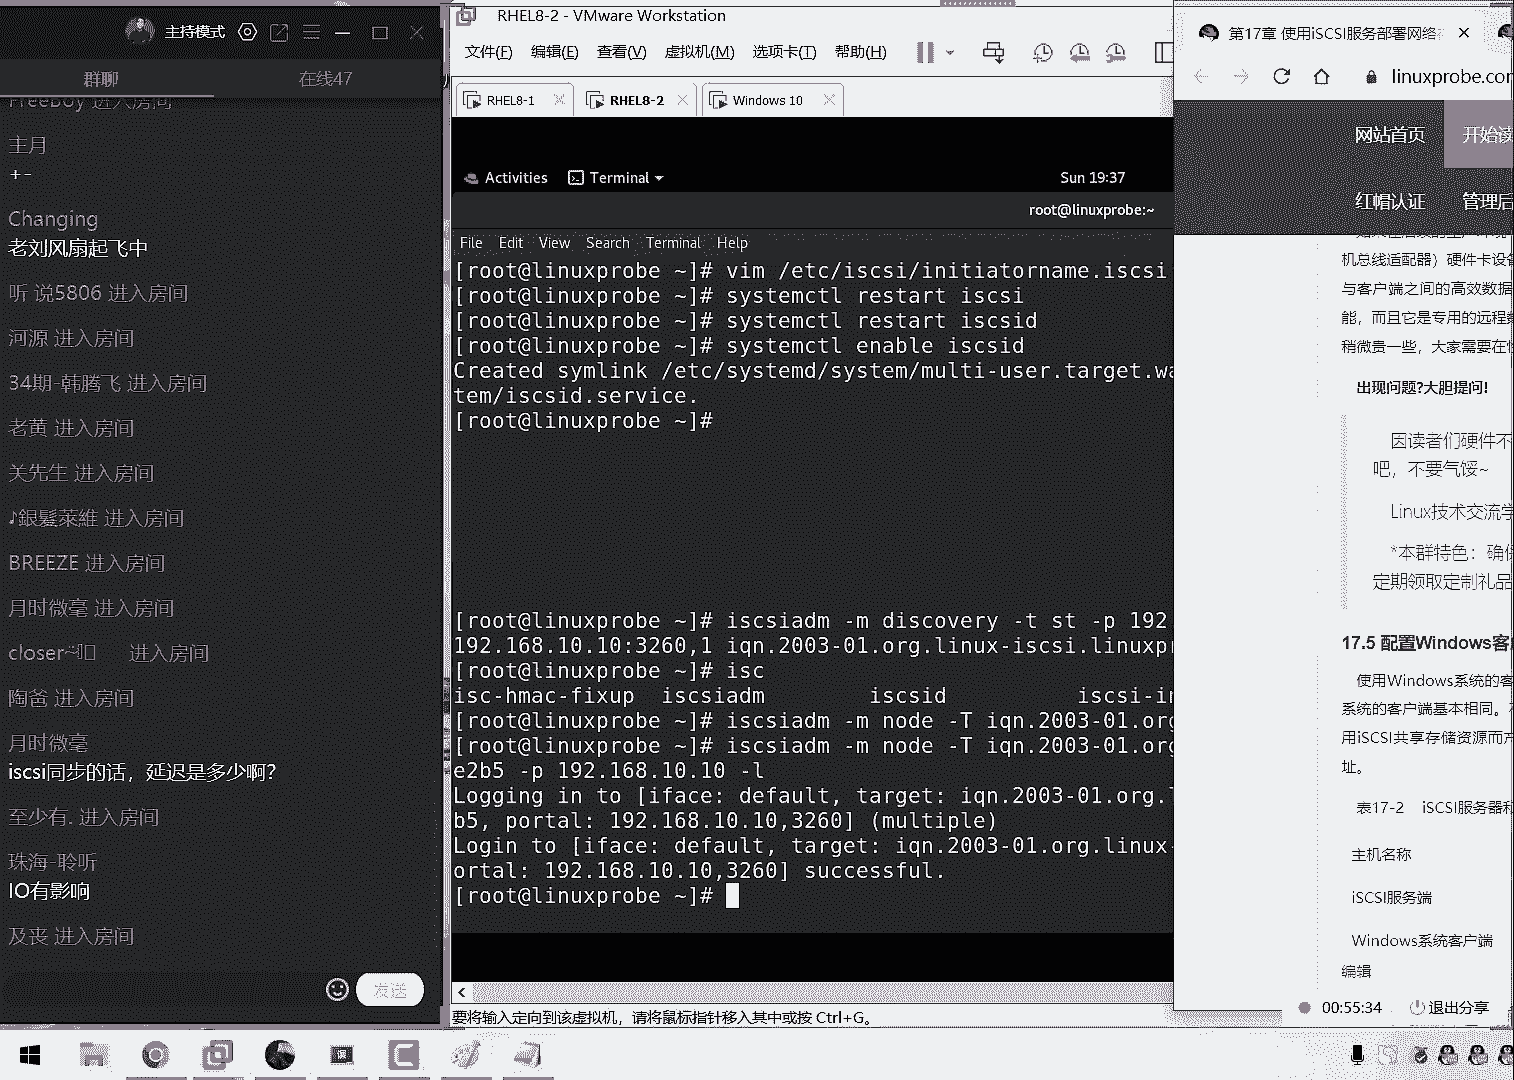 主持模式
群聊
在线47
FreeBoy 进入房间
主月
+-
Changing
老刘风扇起飞中
听 说5806 进入房间
河源 进入房间
34期-韩腾飞 进入房间
老黄 进入房间
关先生 进入房间
♪銀髮萊維 进入房间
BREEZE 进入房间
月时微毫 进入房间
进入房间
陶爸 进入房间
月时微毫
iscsi同步的话，延迟是多少啊？
至少有. 进入房间
珠海-聆听
IO有影响
及丧 进入房间
发送
RHEL8-2 - VMware Workstation
文件(F) 编辑(E) 查看(V) 虚拟机(M) 选项卡(T) 帮助(H)
RHEL8-1
RHEL8-2
Windows 10
Activities
Terminal
Sun 19:37
root@linuxprobe:~
File Edit View Search Terminal Help
[root@linuxprobe ~]# vim /etc/iscsi/initiatorname.iscsi
[root@linuxprobe ~]# systemctl restart iscsi
[root@linuxprobe ~]# systemctl restart iscsid
[root@linuxprobe ~]# systemctl enable iscsid
Created symlink /etc/systemd/system/multi-user.target.wa
tem/iscsid.service.
[root@linuxprobe ~]#
[root@linuxprobe ~]# iscsiadm -m discovery -t st -p 192
192.168.10.10:3260,1 iqn.2003-01.org.linux-iscsi.linuxpr
[root@linuxprobe ~]# isc
isc-hmac-fixup iscsiadm iscsid iscsi-in
[root@linuxprobe ~]# iscsiadm -m node -T iqn.2003-01.org
[root@linuxprobe ~]# iscsiadm -m node -T iqn.2003-01.org
e2b5 -p 192.168.10.10 -l
Logging in to [iface: default, target: iqn.2003-01.org.l
b5, portal: 192.168.10.10,3260] (multiple)
Login to [iface: default, target: iqn.2003-01.org.linux-
ortal: 192.168.10.10,3260] successful.
[root@linuxprobe ~]#
要将输入定向到该虚拟机，请将鼠标指针移入其中或按 Ctrl+G。
第17章 使用iSCSI服务部署网络
linuxprobe.com
网站首页
开始读
红帽认证
管理后
机总线适配器）硬件卡设备
与客户端之间的高效数据
能，而且它是专用的远程数
稍微贵一些，大家需要在性
出现问题?大胆提问!
因读者们硬件不
吧，不要气馁~
Linux技术交流学
*本群特色：确保
定期领取定制礼品
17.5 配置Windows客户
使用Windows系统的客
系统的客户端基本相同。
用iSCSI共享存储资源而产
址。
表17-2 iSCSI服务器和
主机名称
iSCSI服务端
Windows系统客户端
编辑
00:55:34
退出分享